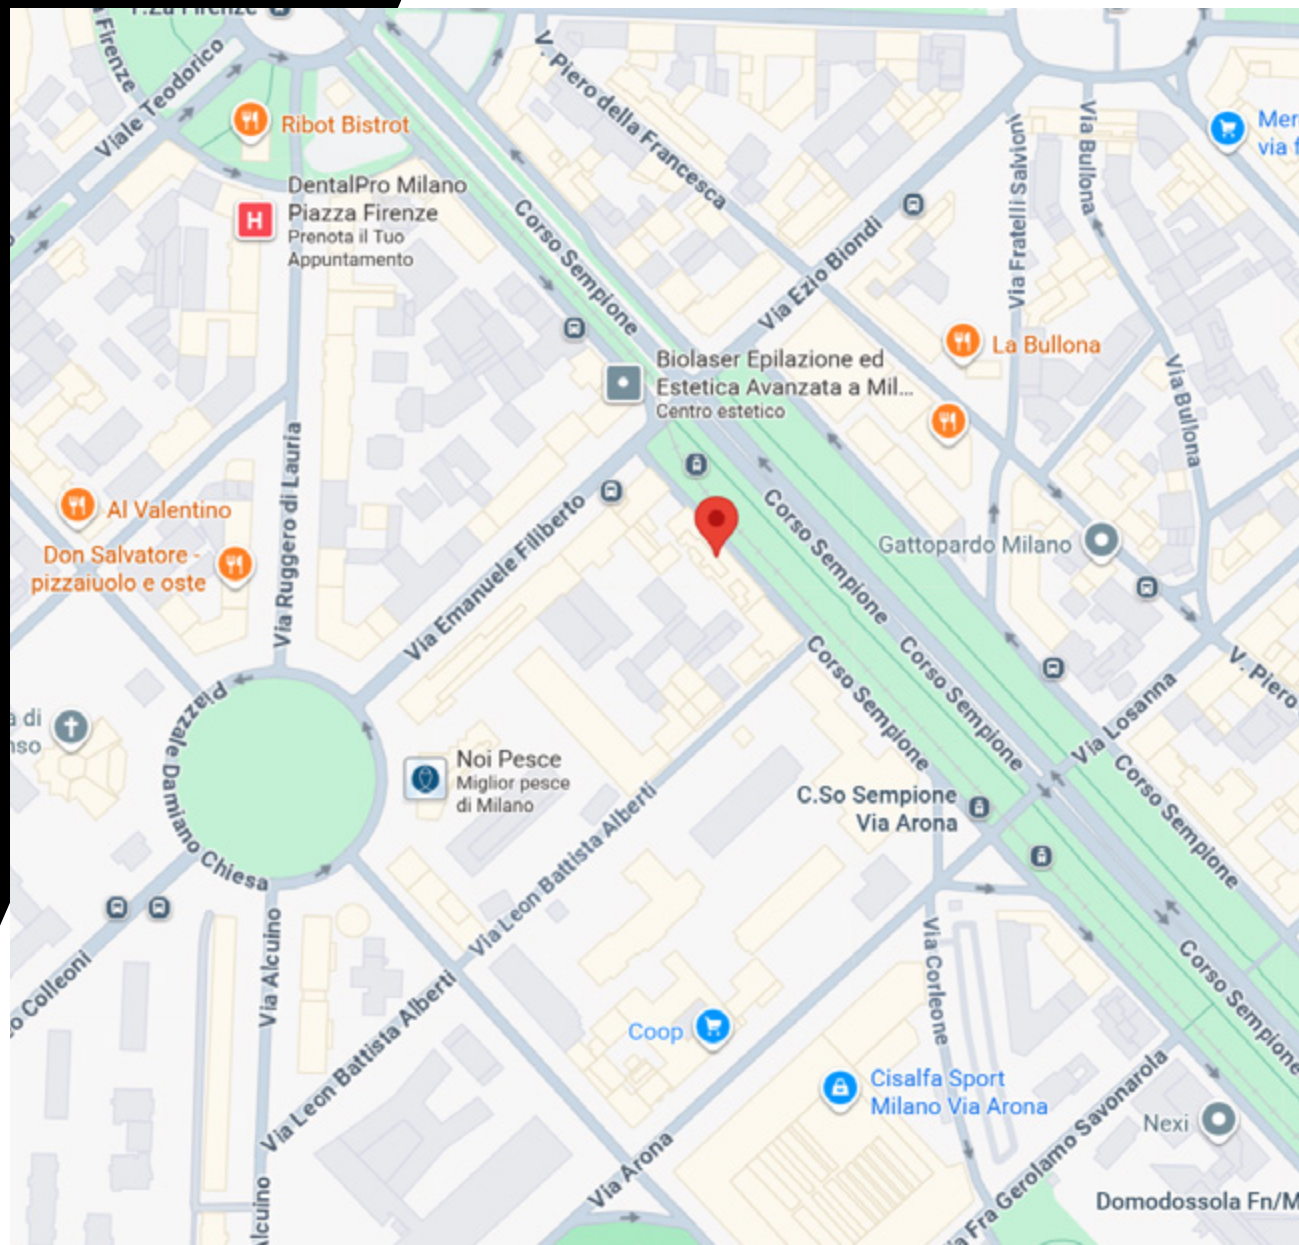 P.za Firenze
Firenze
Viale Teodorico
Ribot Bistrot
DentalPro Milano
Piazza Firenze
Prenota il Tuo
Appuntamento
V. Piero della Francesca
Corso Sempione
Via Ezio Biondi
Via Fratelli Salvioni
Via Bullona
via f
La Bullona
Via Bullona
Biolaser Epilazione ed
Estetica Avanzata a Mil...
Centro estetico
Via Ruggero di Lauria
Al Valentino
Don Salvatore -
pizzaiuolo e oste
Via Emanuele Filiberto
Corso Sempione
Gattopardo Milano
Corso Sempione
Corso Sempione
V. Piero
Via Losanna
Corso Sempione
Piazzale Damiano Chiesa
Noi Pesce
Miglior pesce
di Milano
C.So Sempione
Via Arona
Via Leon Battista Alberti
Via Alcuino
Colleoni
Via Corleone
Corso Sempione
Via Leon Battista Alberti
Coop
Cisalfa Sport
Milano Via Arona
Nexi
Via Arona
Fra Gerolamo Savonarola
Domodossola Fn/M
Alcuino